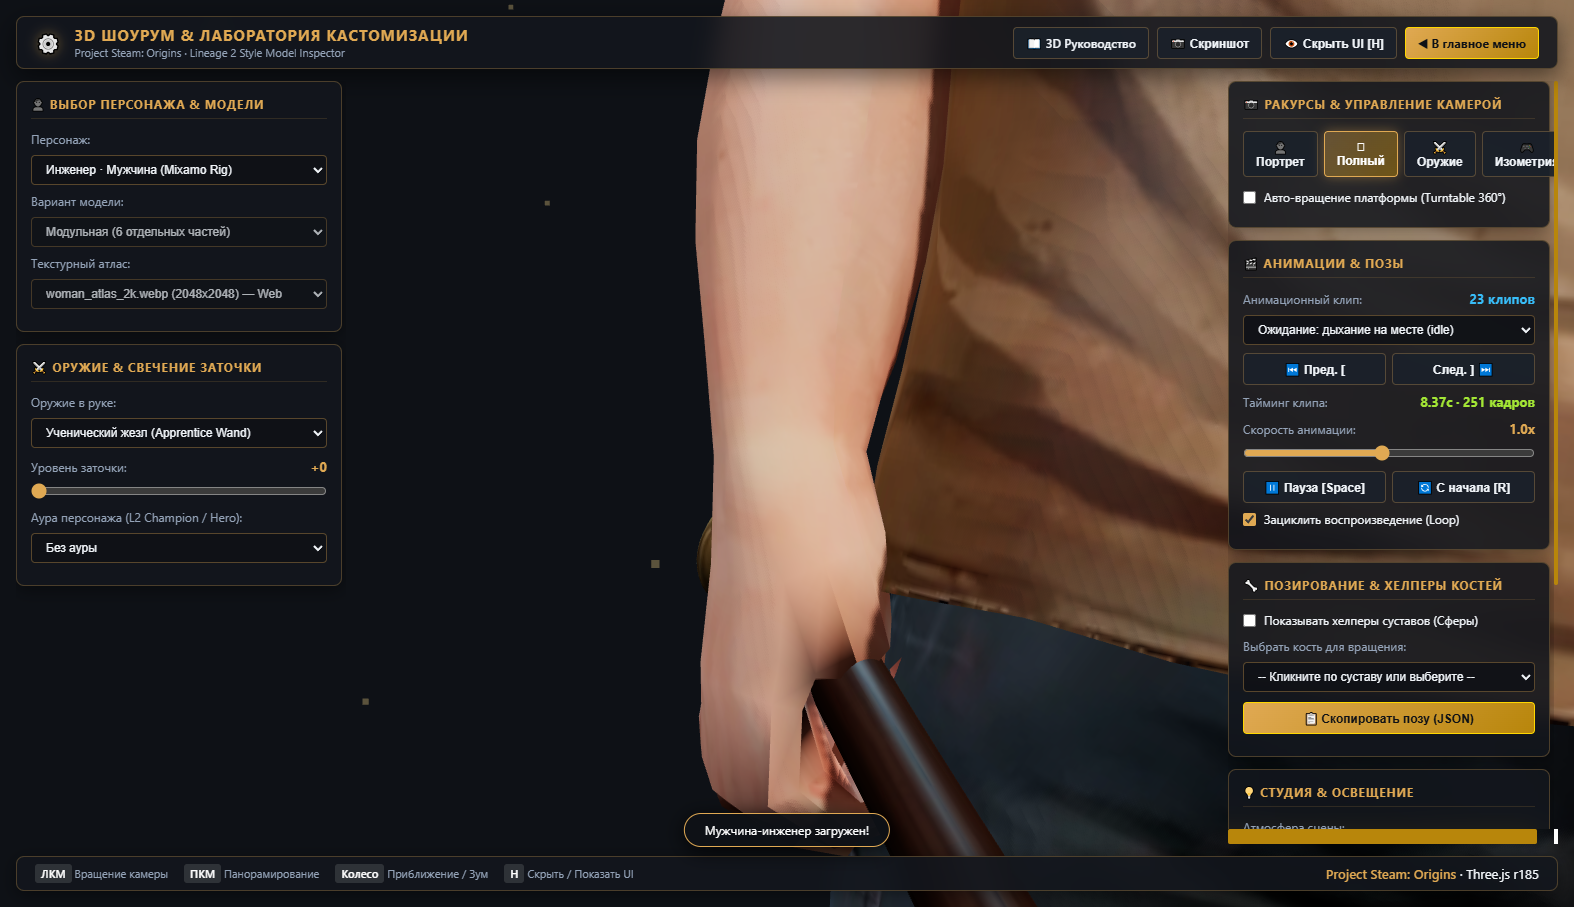 3D ШОУРУМ & ЛАБОРАТОРИЯ КАСТОМИЗАЦИИ
Project Steam: Origins · Lineage 2 Style Model Inspector
3D Руководство
Скриншот
Скрыть UI [H]
◀ В главное меню
ВЫБОР ПЕРСОНАЖА & МОДЕЛИ
Персонаж:
Инженер · Мужчина (Mixamo Rig)
Вариант модели:
Модульная (6 отдельных частей)
Текстурный атлас:
woman_atlas_2k.webp (2048x2048) — Web
ОРУЖИЕ & СВЕЧЕНИЕ ЗАТОЧКИ
Оружие в руке:
Ученический жезл (Apprentice Wand)
Уровень заточки: +0
Аура персонажа (L2 Champion / Hero):
Без ауры
РАКУРСЫ & УПРАВЛЕНИЕ КАМЕРОЙ
Портрет
Полный
Оружие
Изометрия
Авто-вращение платформы (Turntable 360°)
АНИМАЦИИ & ПОЗЫ
Анимационный клип: 23 клипов
Ожидание: дыхание на месте (idle)
Пред. [
След. ]
Тайминг клипа: 8.37с · 251 кадров
Скорость анимации: 1.0x
Пауза [Space]
С начала [R]
Зациклить воспроизведение (Loop)
ПОЗИРОВАНИЕ & ХЕЛПЕРЫ КОСТЕЙ
Показывать хелперы суставов (Сферы)
Выбрать кость для вращения:
-- Кликните по суставу или выберите --
Скопировать позу (JSON)
СТУДИЯ & ОСВЕЩЕНИЕ
Атмосфера сцены:
Мужчина-инженер загружен!
ЛКМ Вращение камеры ПКМ Панорамирование Колесо Приближение / Зум H Скрыть / Показать UI
Project Steam: Origins · Three.js r185